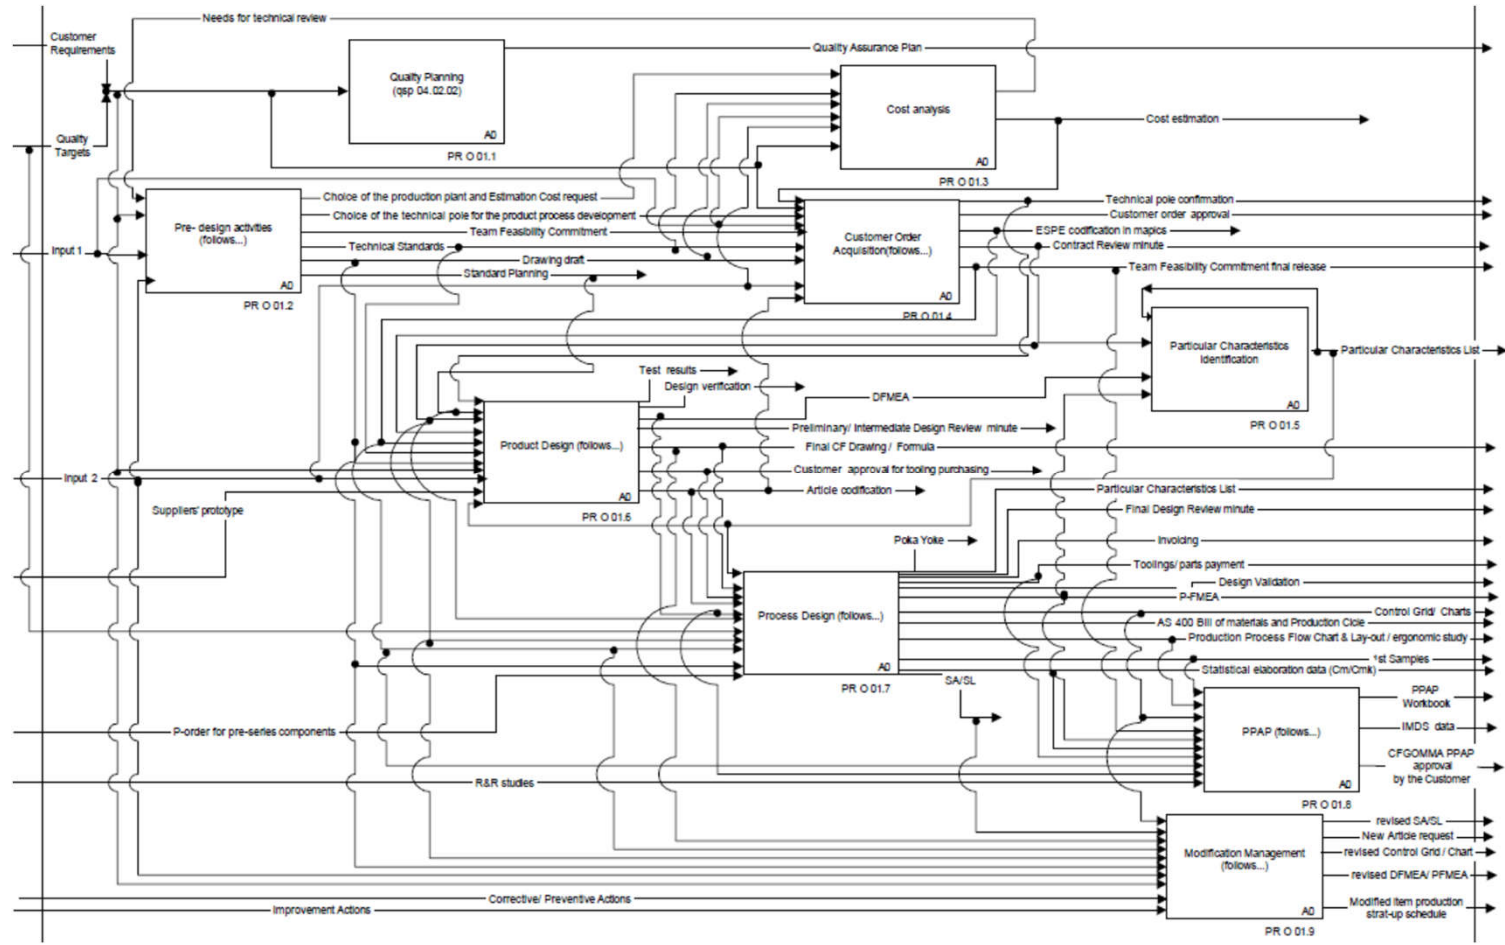 Needs for technical review
Customer
Requirements
Quality Planning
(qsp 04.02.02)
A0
PR O 01.1
Quality Assurance Plan
Cost analysis
A0
PR O 01.3
Cost estimation
Quality
Targets
Pre- design activities
(follows...)
A0
PR O 01.2
Input 1
Choice of the production plant and Estimation Cost request
Choice of the technical pole for the product process development
Team Feasibility Commitment
Technical Standards
Drawing draft
Standard Planning
Customer Order
Acquisition(follows...)
A0
PR O 01.4
Technical pole confirmation
Customer order approval
ESPE codification in mapics
Contract Review minute
Team Feasibility Commitment final release
Particular Characteristics
Identification
A0
PR O 01.5
Particular Characteristics List
Test results
Design verification
DFMEA
Product Design (follows...)
A0
PR O 01.6
Preliminary/ Intermediate Design Review minute
Final CF Drawing / Formula
Customer approval for tooling purchasing
Article codification
Input 2
Suppliers' prototype
Particular Characteristics List
Final Design Review minute
Poka Yoke
Invoicing
Toolings/ parts payment
Design Validation
P-FMEA
Process Design (follows...)
A0
PR O 01.7
Control Grid/ Charts
AS 400 Bill of materials and Production Cicle
Production Process Flow Chart & Lay-out / ergonomic study
1st Samples
Statistical elaboration data (Cm/Cmk)
SA/SL
P-order for pre-series components
R&R studies
PPAP (follows...)
A0
PR O 01.8
PPAP
Workbook
IMDS data
CFGOMMA PPAP
approval
by the Customer
Modification Management
(follows...)
A0
PR O 01.9
revised SA/SL
New Article request
revised Control Grid / Chart
revised DFMEA/ PFMEA
Modified item production
strat-up schedule
Corrective/ Preventive Actions
Improvement Actions